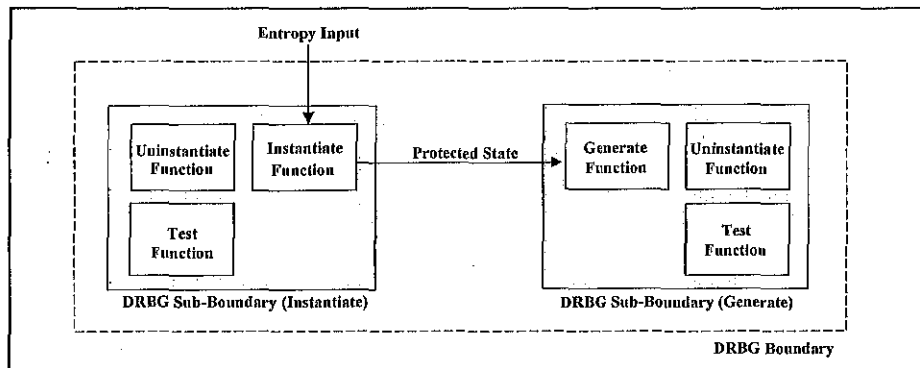 Entropy Input
Uninstantiate
Function
Instantiate
Function
Test
Function
DRBG Sub-Boundary (Instantiate)
Protected State
Generate
Function
Uninstantiate
Function
Test
Function
DRBG Sub-Boundary (Generate)
DRBG Boundary